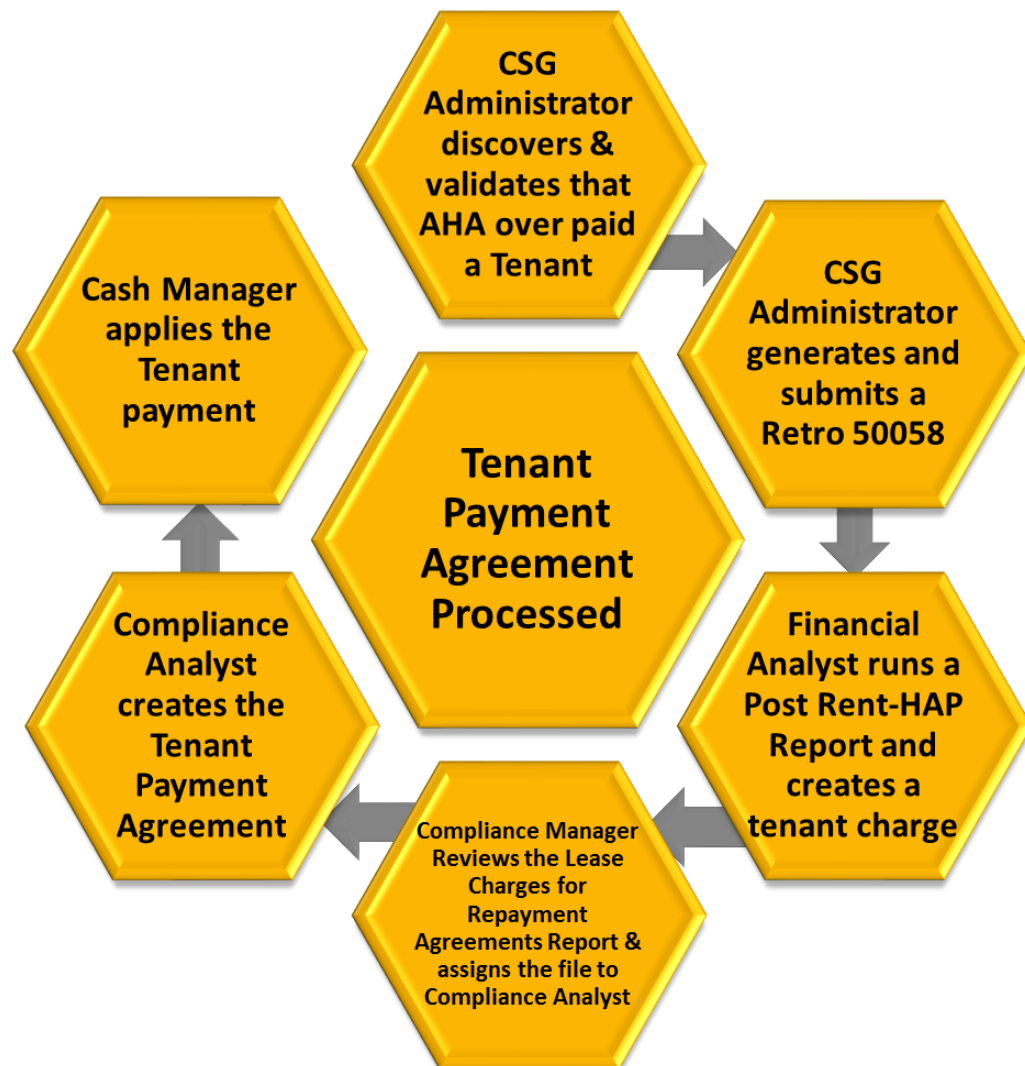 CSG
Administrator
discovers &
validates that
AHA over paid
a Tenant
CSG
Administrator
generates and
submits a
Retro 50058
Financial
Analyst runs a
Post Rent-HAP
Report and
creates a
tenant charge
Compliance Manager
Reviews the Lease
Charges for
Repayment
Agreements Report &
assigns the file to
Compliance Analyst
Compliance
Analyst
creates the
Tenant
Payment
Agreement
Cash Manager
applies the
Tenant
payment
Tenant
Payment
Agreement
Processed